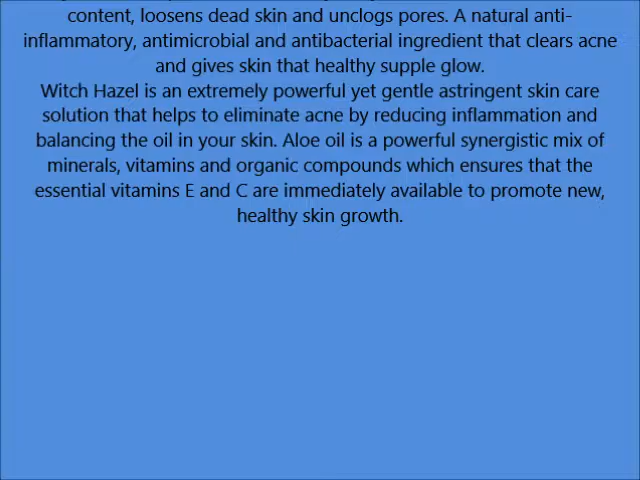 content, loosens dead skin and unclogs pores. A natural anti-
inflammatory, antimicrobial and antibacterial ingredient that clears acne
and gives skin that healthy supple glow.
Witch Hazel is an extremely powerful yet gentle astringent skin care
solution that helps to eliminate acne by reducing inflammation and
balancing the oil in your skin. Aloe oil is a powerful synergistic mix of
minerals, vitamins and organic compounds which ensures that the
essential vitamins E and C are immediately available to promote new,
healthy skin growth.